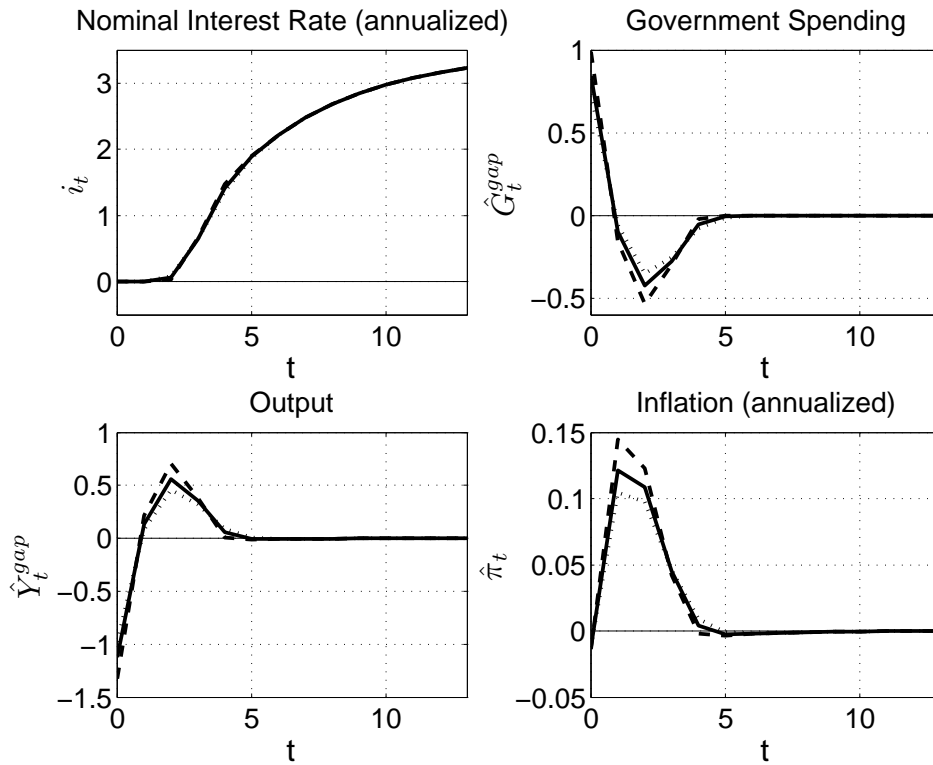 Nominal Interest Rate (annualized)
3
2
1
0
i_t
0 5 10
t
Government Spending
1
0.5
0
−0.5
Ĝ_t^{gap}
0 5 10
t
Output
1
0.5
0
−0.5
−1
−1.5
Ŷ_t^{gap}
0 5 10
t
Inflation (annualized)
0.15
0.1
0.05
0
−0.05
π̂_t
0 5 10
t